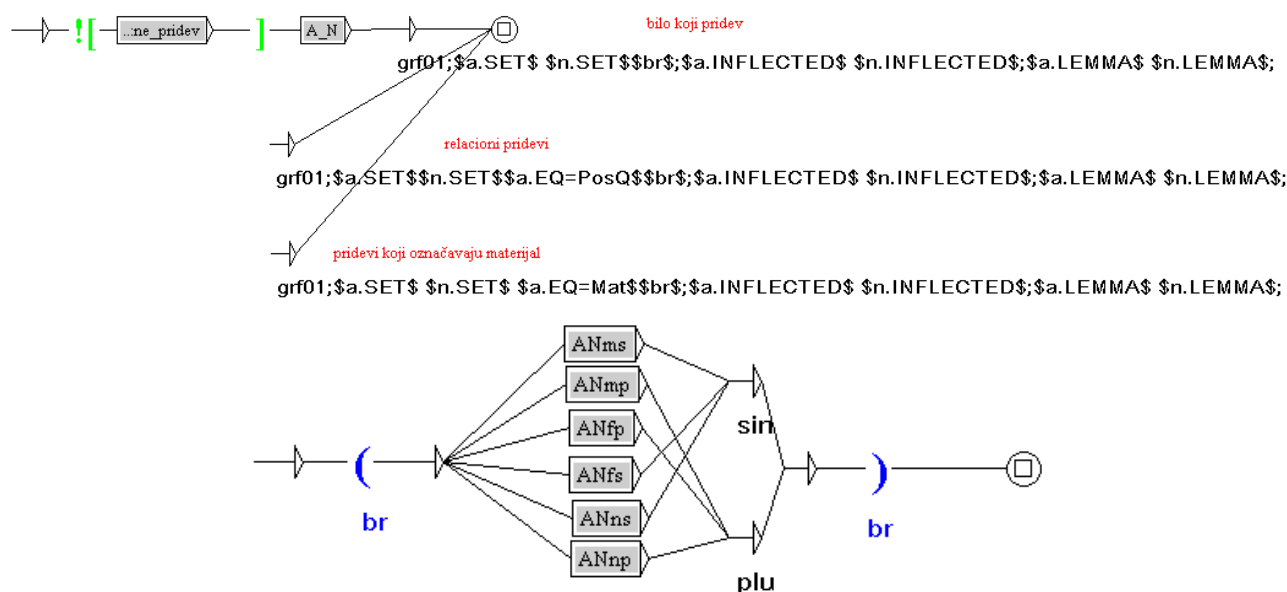 ![ ..:ne_pridev ] A_N
bilo koji pridev
grf01;$a.SET$ $n.SET$$br$;$a.INFLECTED$ $n.INFLECTED$;$a.LEMMA$ $n.LEMMA$;
relacioni pridevi
grf01;$a.SET$$n.SET$$a.EQ=PosQ$$br$;$a.INFLECTED$ $n.INFLECTED$;$a.LEMMA$ $n.LEMMA$;
pridevi koji označavaju materijal
grf01;$a.SET$ $n.SET$ $a.EQ=Mat$$br$;$a.INFLECTED$ $n.INFLECTED$;$a.LEMMA$ $n.LEMMA$;
ANms
ANmp
sin
ANfp
( ANfs )
br ANns br
ANnp
plu